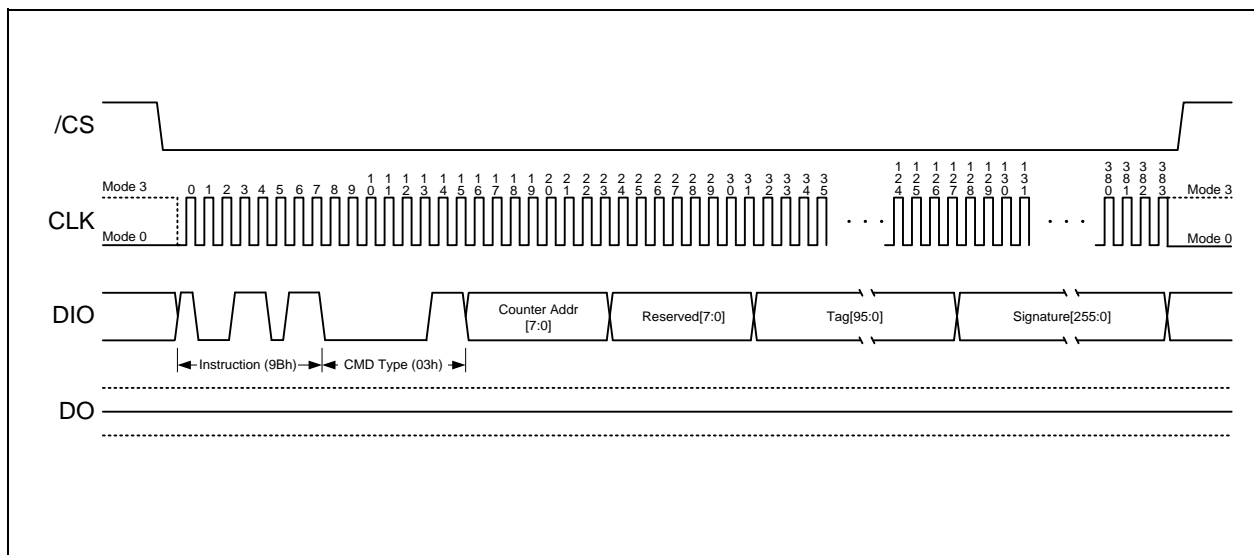 /CS
0 1 2 3 4 5 6 7 8 9 10 11 12 13 14 15 16 17 18 19 20 21 22 23 24 25 26 27 28 29 30 31 32 33 34 35 124 125 126 127 128 129 130 131 380 381 382 383
Mode 3
Mode 3
CLK
. . .
. . .
Mode 0
Mode 0
DIO
Counter Addr
[7:0]
Reserved[7:0]
Tag[95:0]
Signature[255:0]
Instruction (9Bh)
CMD Type (03h)
DO